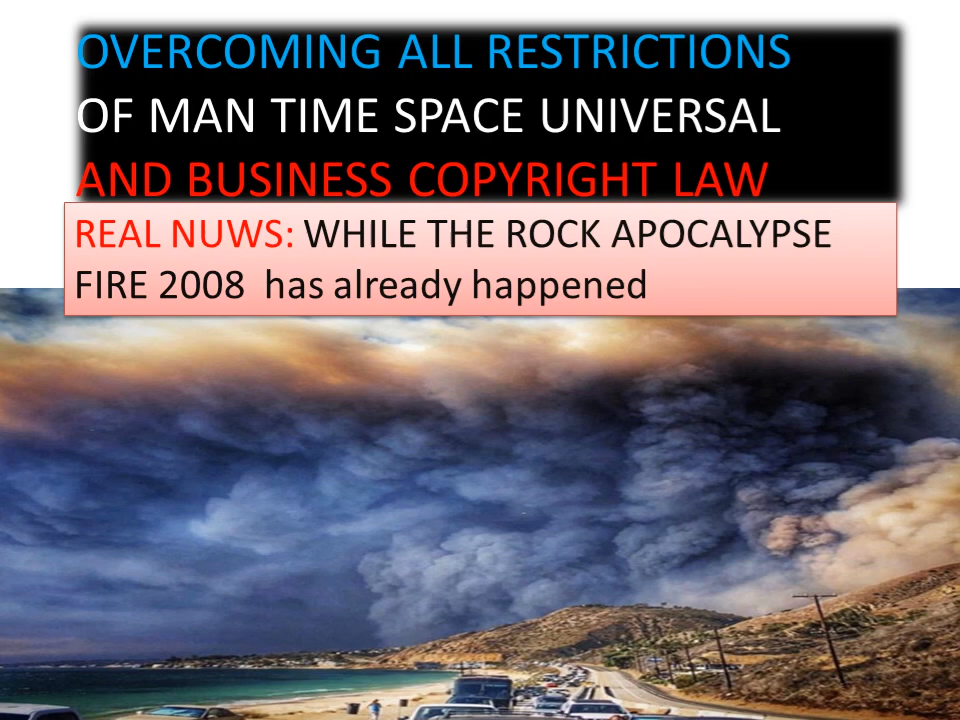 OVERCOMING ALL RESTRICTIONS
OF MAN TIME SPACE UNIVERSAL
AND BUSINESS COPYRIGHT LAW
REAL NUWS: WHILE THE ROCK APOCALYPSE
FIRE 2008 has already happened